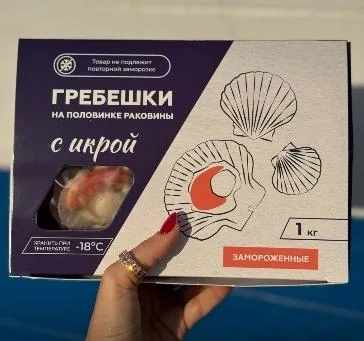 Товар не подлежит
повторной заморозке
ГРЕБЕШКИ
НА ПОЛОВИНКЕ РАКОВИНЫ
с икрой
ХРАНИТЬ ПРИ
ТЕМПЕРАТУРЕ -18°C
1 кг
ЗАМОРОЖЕННЫЕ